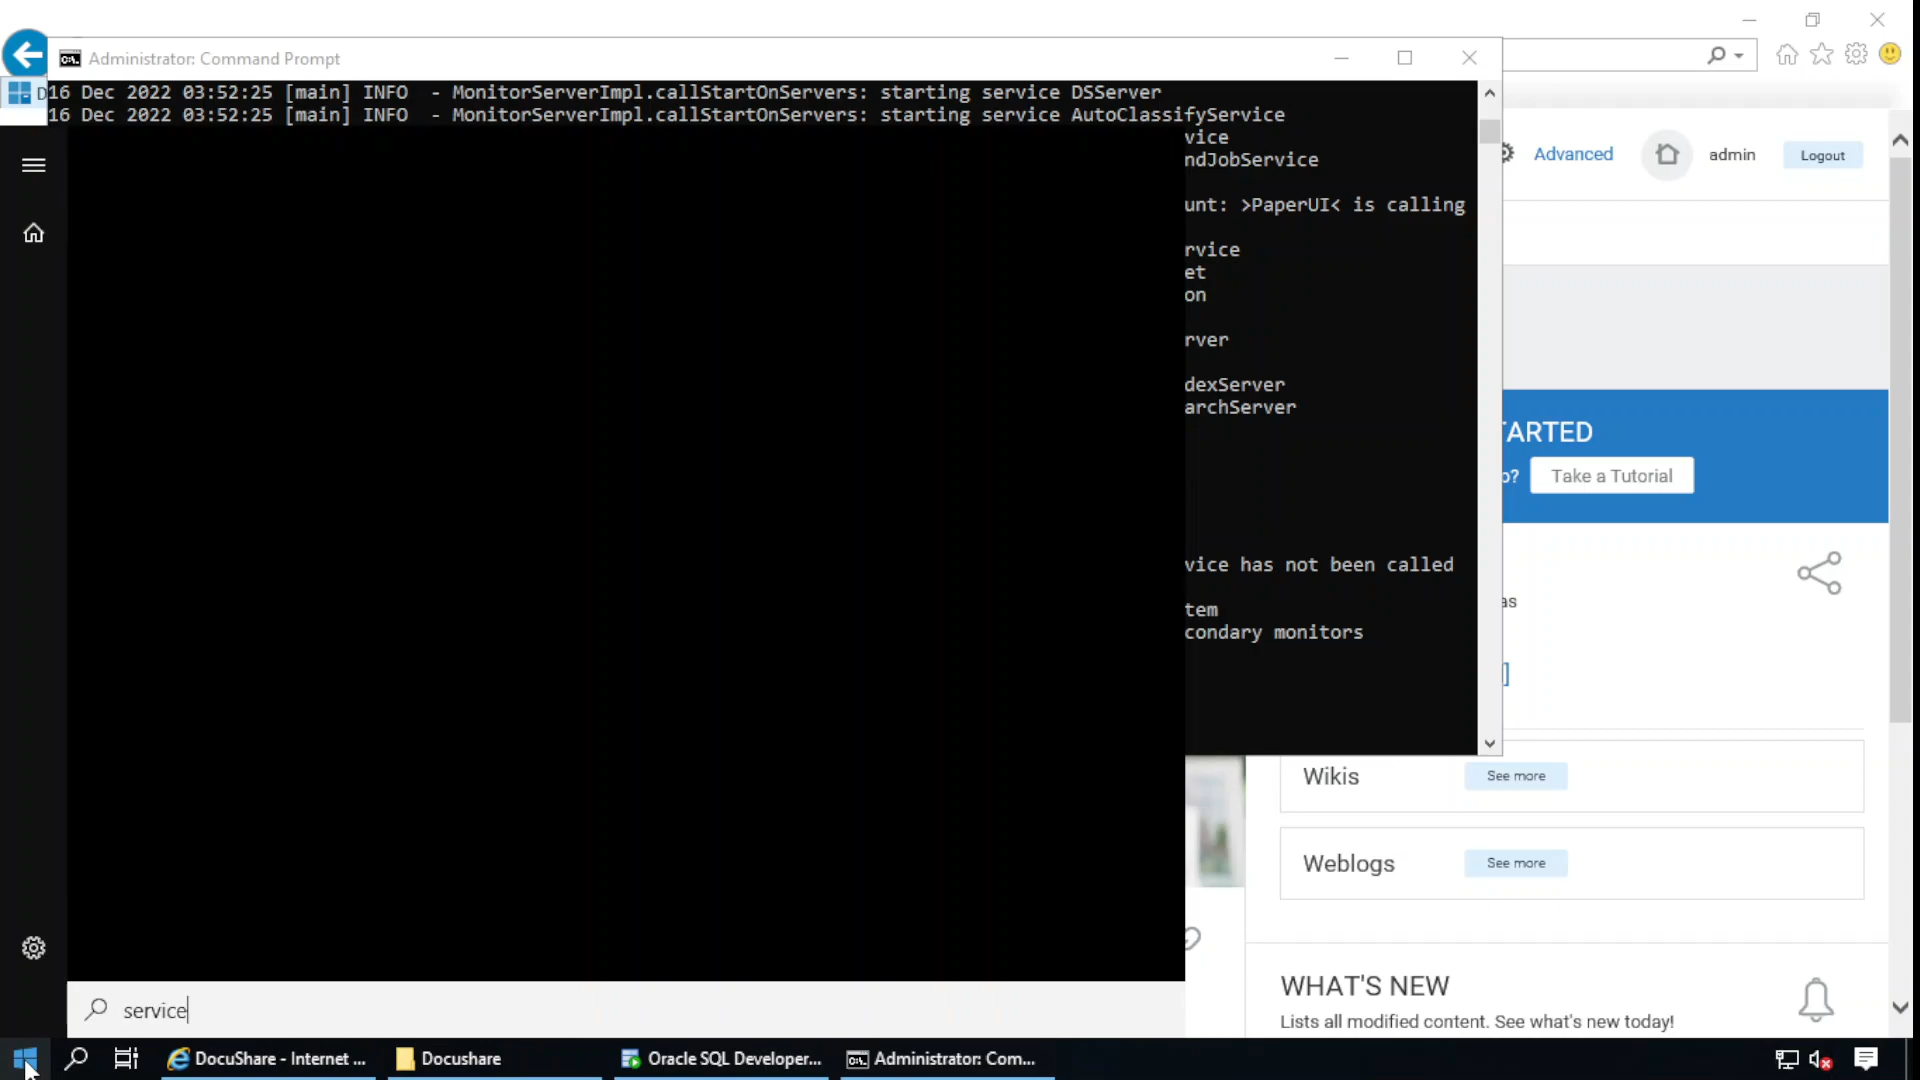 Administrator: Command Prompt
D
16 Dec 2022 03:52:25 [main] INFO  - MonitorServerImpl.callStartOnServers: starting service DSServer
16 Dec 2022 03:52:25 [main] INFO  - MonitorServerImpl.callStartOnServers: starting service AutoClassifyService
vice
ndJobService
unt: >PaperUI< is calling
rvice
et
on
rver
dexServer
archServer
vice has not been called
tem
condary monitors
Advanced
admin
Logout
TARTED
p? Take a Tutorial
as
]
Wikis
See more
Weblogs
See more
WHAT'S NEW
Lists all modified content. See what's new today!
service
DocuShare - Internet ...
Docushare
Oracle SQL Developer...
Administrator: Com...